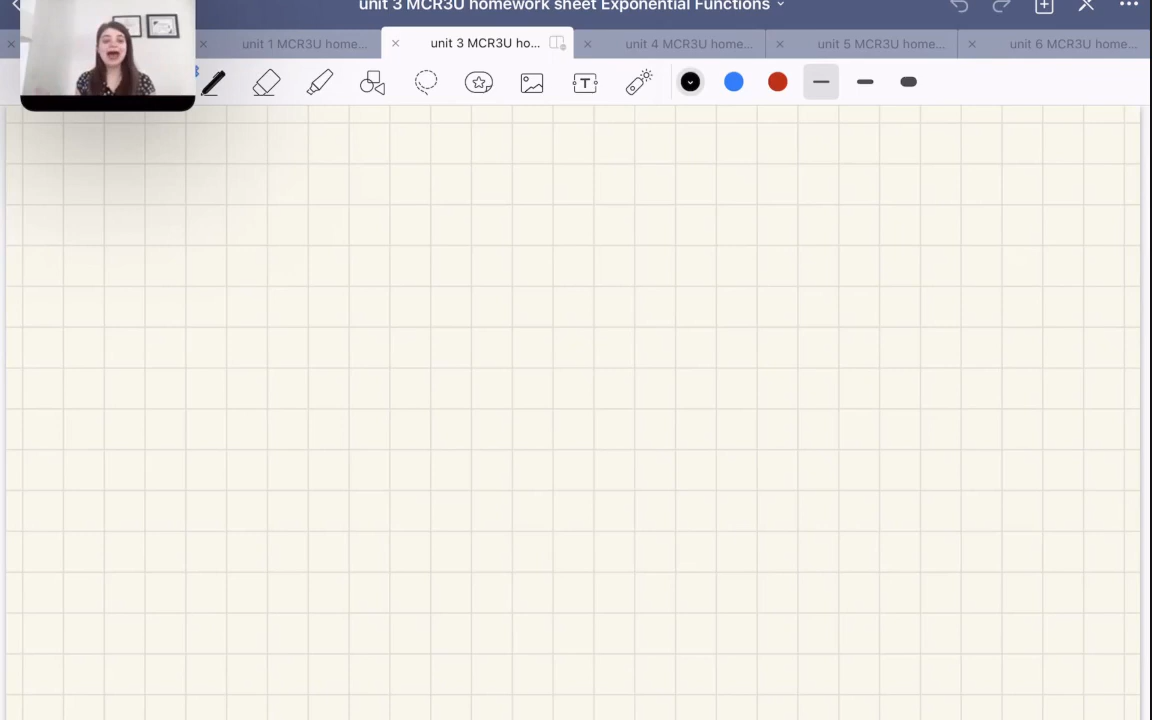 unit 3 MCR3U homework sheet Exponential Functions
unit 1 MCR3U home...
unit 3 MCR3U ho...
unit 4 MCR3U home...
unit 5 MCR3U home...
unit 6 MCR3U home...
T